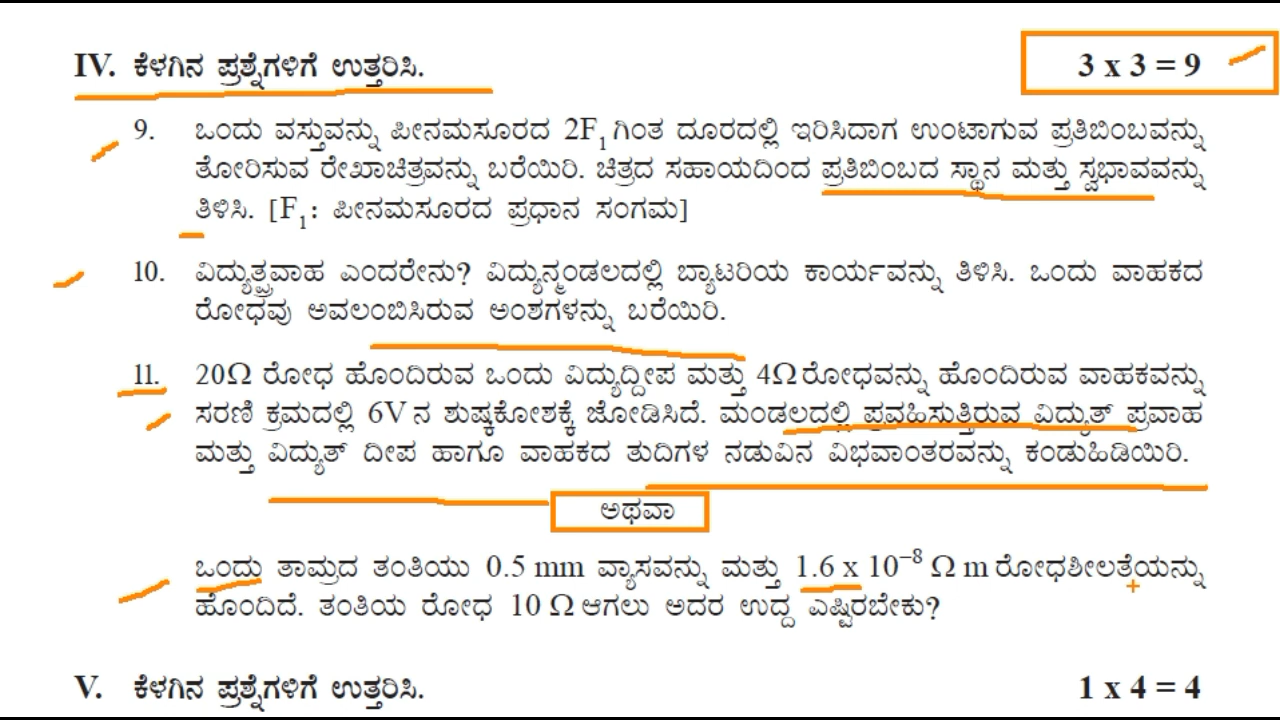 IV. ಕೆಳಗಿನ ಪ್ರಶ್ನೆಗಳಿಗೆ ಉತ್ತರಿಸಿ. 3 x 3 = 9
9. ಒಂದು ವಸ್ತುವನ್ನು ಪೀನಮಸೂರದ 2F₁ ಗಿಂತ ದೂರದಲ್ಲಿ ಇರಿಸಿದಾಗ ಉಂಟಾಗುವ ಪ್ರತಿಬಿಂಬವನ್ನು
ತೋರಿಸುವ ರೇಖಾಚಿತ್ರವನ್ನು ಬರೆಯಿರಿ. ಚಿತ್ರದ ಸಹಾಯದಿಂದ ಪ್ರತಿಬಿಂಬದ ಸ್ಥಾನ ಮತ್ತು ಸ್ವಭಾವವನ್ನು
ತಿಳಿಸಿ. [F₁: ಪೀನಮಸೂರದ ಪ್ರಧಾನ ಸಂಗಮ]
10. ವಿದ್ಯುತ್ಪ್ರವಾಹ ಎಂದರೇನು? ವಿದ್ಯುನ್ಮಂಡಲದಲ್ಲಿ ಬ್ಯಾಟರಿಯ ಕಾರ್ಯವನ್ನು ತಿಳಿಸಿ. ಒಂದು ವಾಹಕದ
ರೋಧವು ಅವಲಂಬಿಸಿರುವ ಅಂಶಗಳನ್ನು ಬರೆಯಿರಿ.
11. 20Ω ರೋಧ ಹೊಂದಿರುವ ಒಂದು ವಿದ್ಯುದ್ದೀಪ ಮತ್ತು 4Ω ರೋಧವನ್ನು ಹೊಂದಿರುವ ವಾಹಕವನ್ನು
ಸರಣಿ ಕ್ರಮದಲ್ಲಿ 6V ನ ಶುಷ್ಕಕೋಶಕ್ಕೆ ಜೋಡಿಸಿದೆ. ಮಂಡಲದಲ್ಲಿ ಪ್ರವಹಿಸುತ್ತಿರುವ ವಿದ್ಯುತ್ ಪ್ರವಾಹ
ಮತ್ತು ವಿದ್ಯುತ್ ದೀಪ ಹಾಗೂ ವಾಹಕದ ತುದಿಗಳ ನಡುವಿನ ವಿಭವಾಂತರವನ್ನು ಕಂಡುಹಿಡಿಯಿರಿ.
ಅಥವಾ
ಒಂದು ತಾಮ್ರದ ತಂತಿಯು 0.5 mm ವ್ಯಾಸವನ್ನು ಮತ್ತು 1.6 x 10⁻⁸ Ω m ರೋಧಶೀಲತೆಯನ್ನು
ಹೊಂದಿದೆ. ತಂತಿಯ ರೋಧ 10 Ω ಆಗಲು ಅದರ ಉದ್ದ ಎಷ್ಟಿರಬೇಕು?
V. ಕೆಳಗಿನ ಪ್ರಶ್ನೆಗಳಿಗೆ ಉತ್ತರಿಸಿ. 1 x 4 = 4